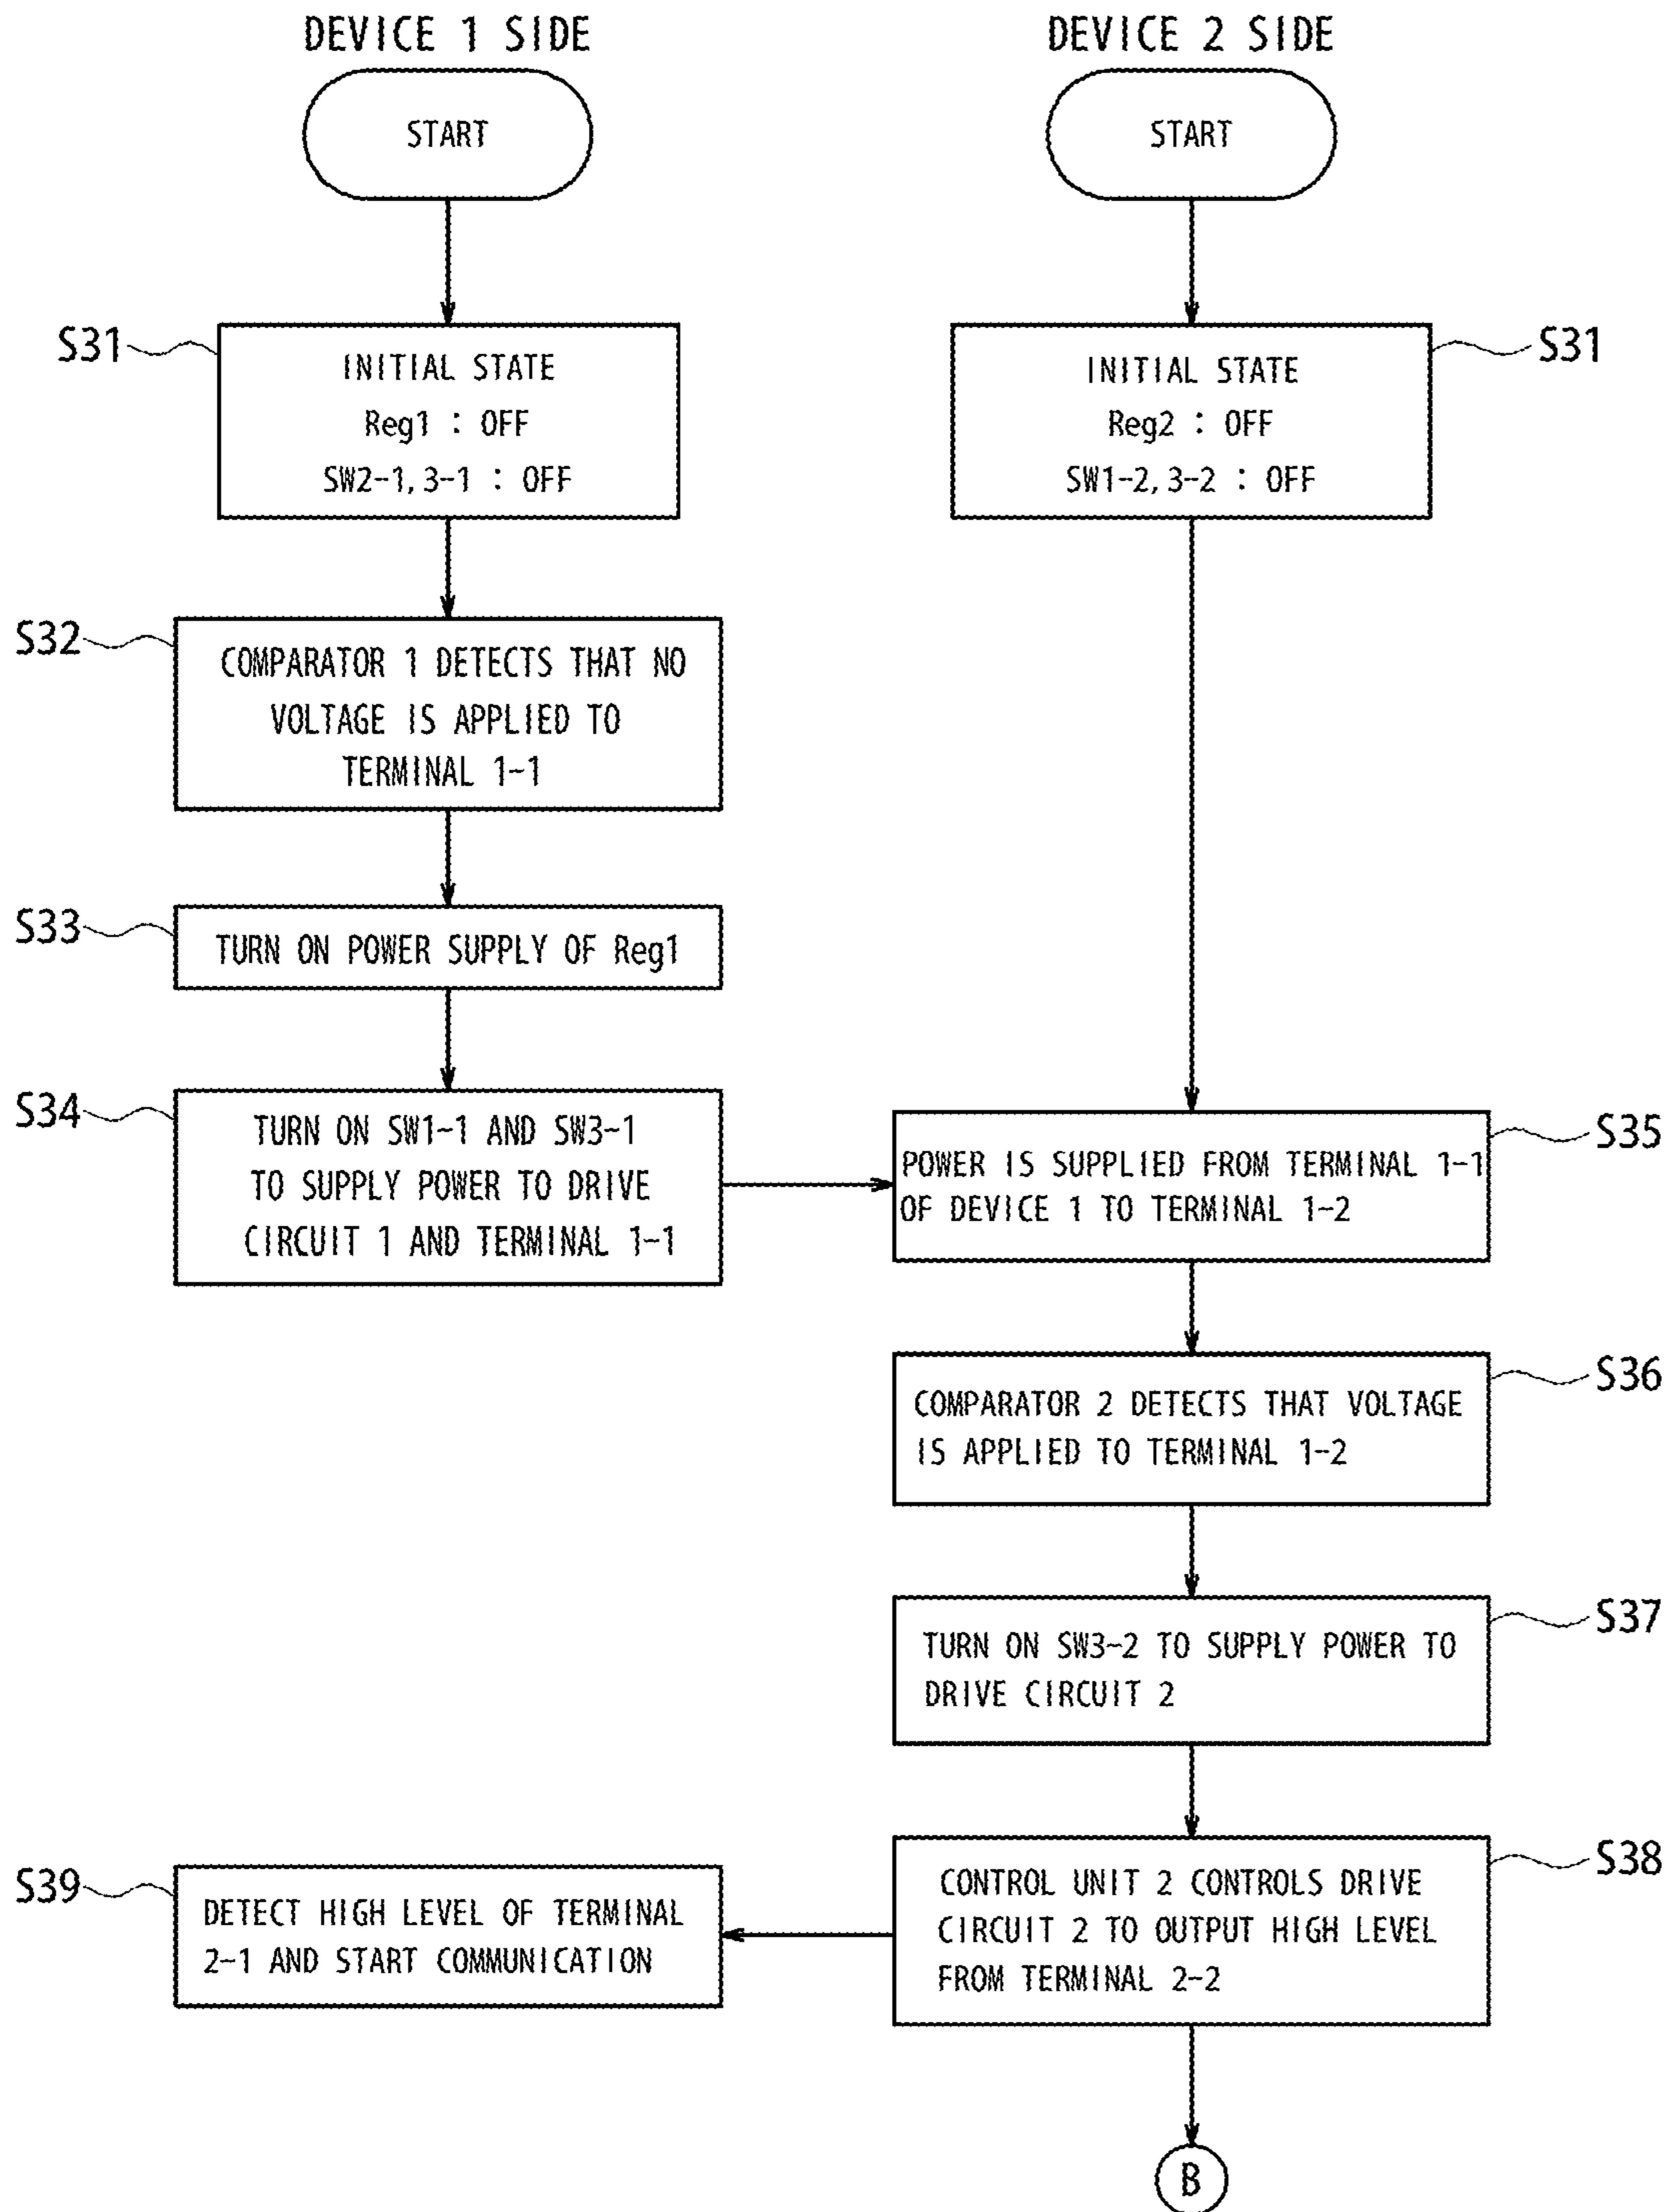 DEVICE 1 SIDE
DEVICE 2 SIDE
START
START
S31
INITIAL STATE
Reg1 : OFF
SW2-1, 3-1 : OFF
INITIAL STATE
Reg2 : OFF
SW1-2, 3-2 : OFF
S31
S32
COMPARATOR 1 DETECTS THAT NO
VOLTAGE IS APPLIED TO
TERMINAL 1-1
S33
TURN ON POWER SUPPLY OF Reg1
S34
TURN ON SW1-1 AND SW3-1
TO SUPPLY POWER TO DRIVE
CIRCUIT 1 AND TERMINAL 1-1
S35
POWER IS SUPPLIED FROM TERMINAL 1-1
OF DEVICE 1 TO TERMINAL 1-2
S36
COMPARATOR 2 DETECTS THAT VOLTAGE
IS APPLIED TO TERMINAL 1-2
S37
TURN ON SW3-2 TO SUPPLY POWER TO
DRIVE CIRCUIT 2
S38
CONTROL UNIT 2 CONTROLS DRIVE
CIRCUIT 2 TO OUTPUT HIGH LEVEL
FROM TERMINAL 2-2
S39
DETECT HIGH LEVEL OF TERMINAL
2-1 AND START COMMUNICATION
B